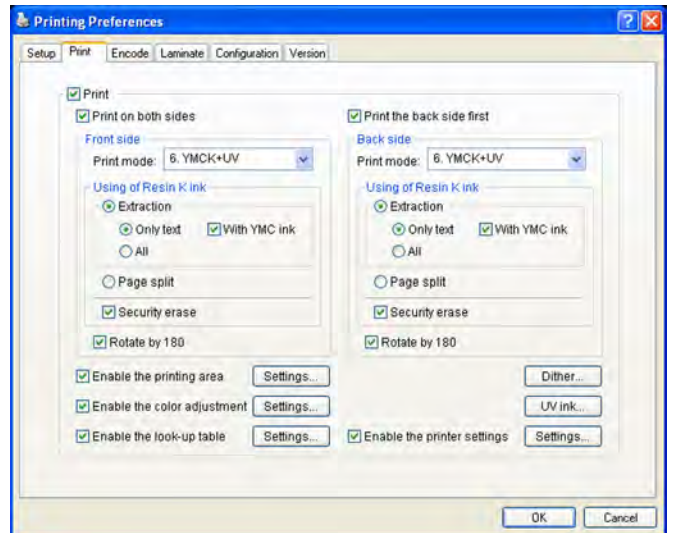 Printing Preferences
Setup Print Encode Laminate Configuration Version
Print
Print on both sides Print the back side first
Front side Back side
Print mode: 6. YMCK+UV Print mode: 6. YMCK+UV
Using of Resin K ink Using of Resin K ink
Extraction Extraction
Only text With YMC ink Only text With YMC ink
All All
Page split Page split
Security erase Security erase
Rotate by 180 Rotate by 180
Enable the printing area Settings... Dither...
Enable the color adjustment Settings... UV ink...
Enable the look-up table Settings... Enable the printer settings Settings...
OK Cancel